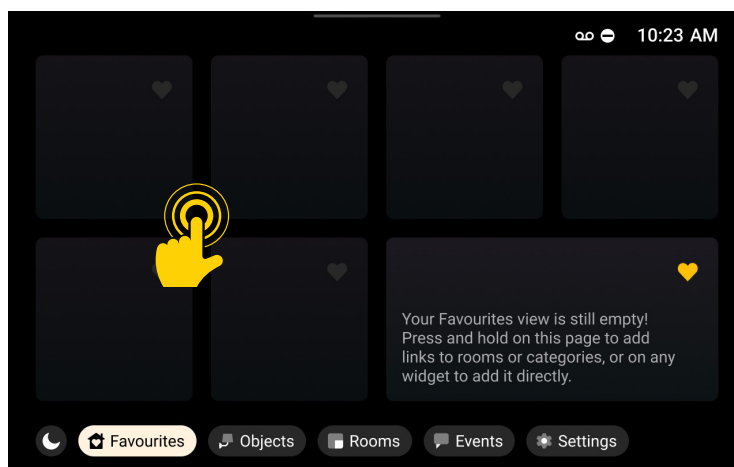 10:23 AM
Your Favourites view is still empty!
Press and hold on this page to add
links to rooms or categories, or on any
widget to add it directly.
Favourites
Objects
Rooms
Events
Settings